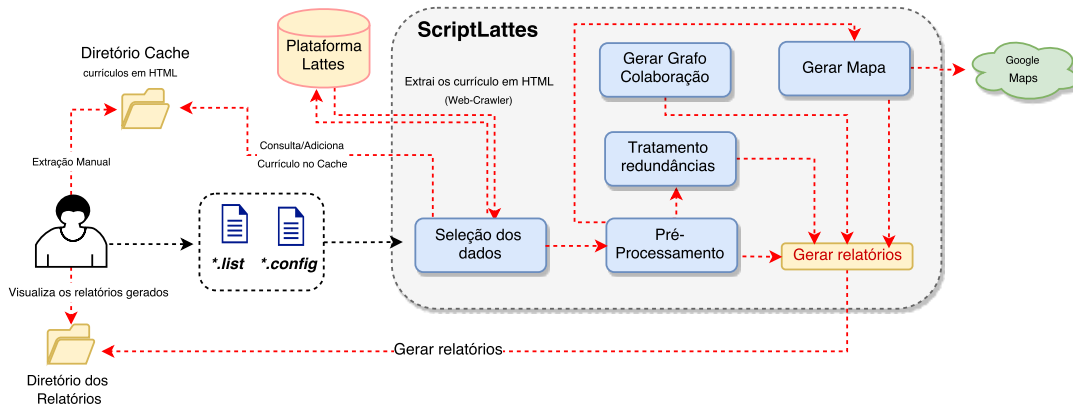 Diretório Cache
currículos em HTML
Plataforma
Lattes
ScriptLattes
Extrai os currículo em HTML
(Web-Crawler)
Gerar Grafo
Colaboração
Gerar Mapa
Google
Maps
Extração Manual
Consulta/Adiciona
Currículo no Cache
Tratamento
redundâncias
*.list
*.config
Seleção dos
dados
Pré-
Processamento
Gerar relatórios
Visualiza os relatórios gerados
Gerar relatórios
Diretório dos
Relatórios